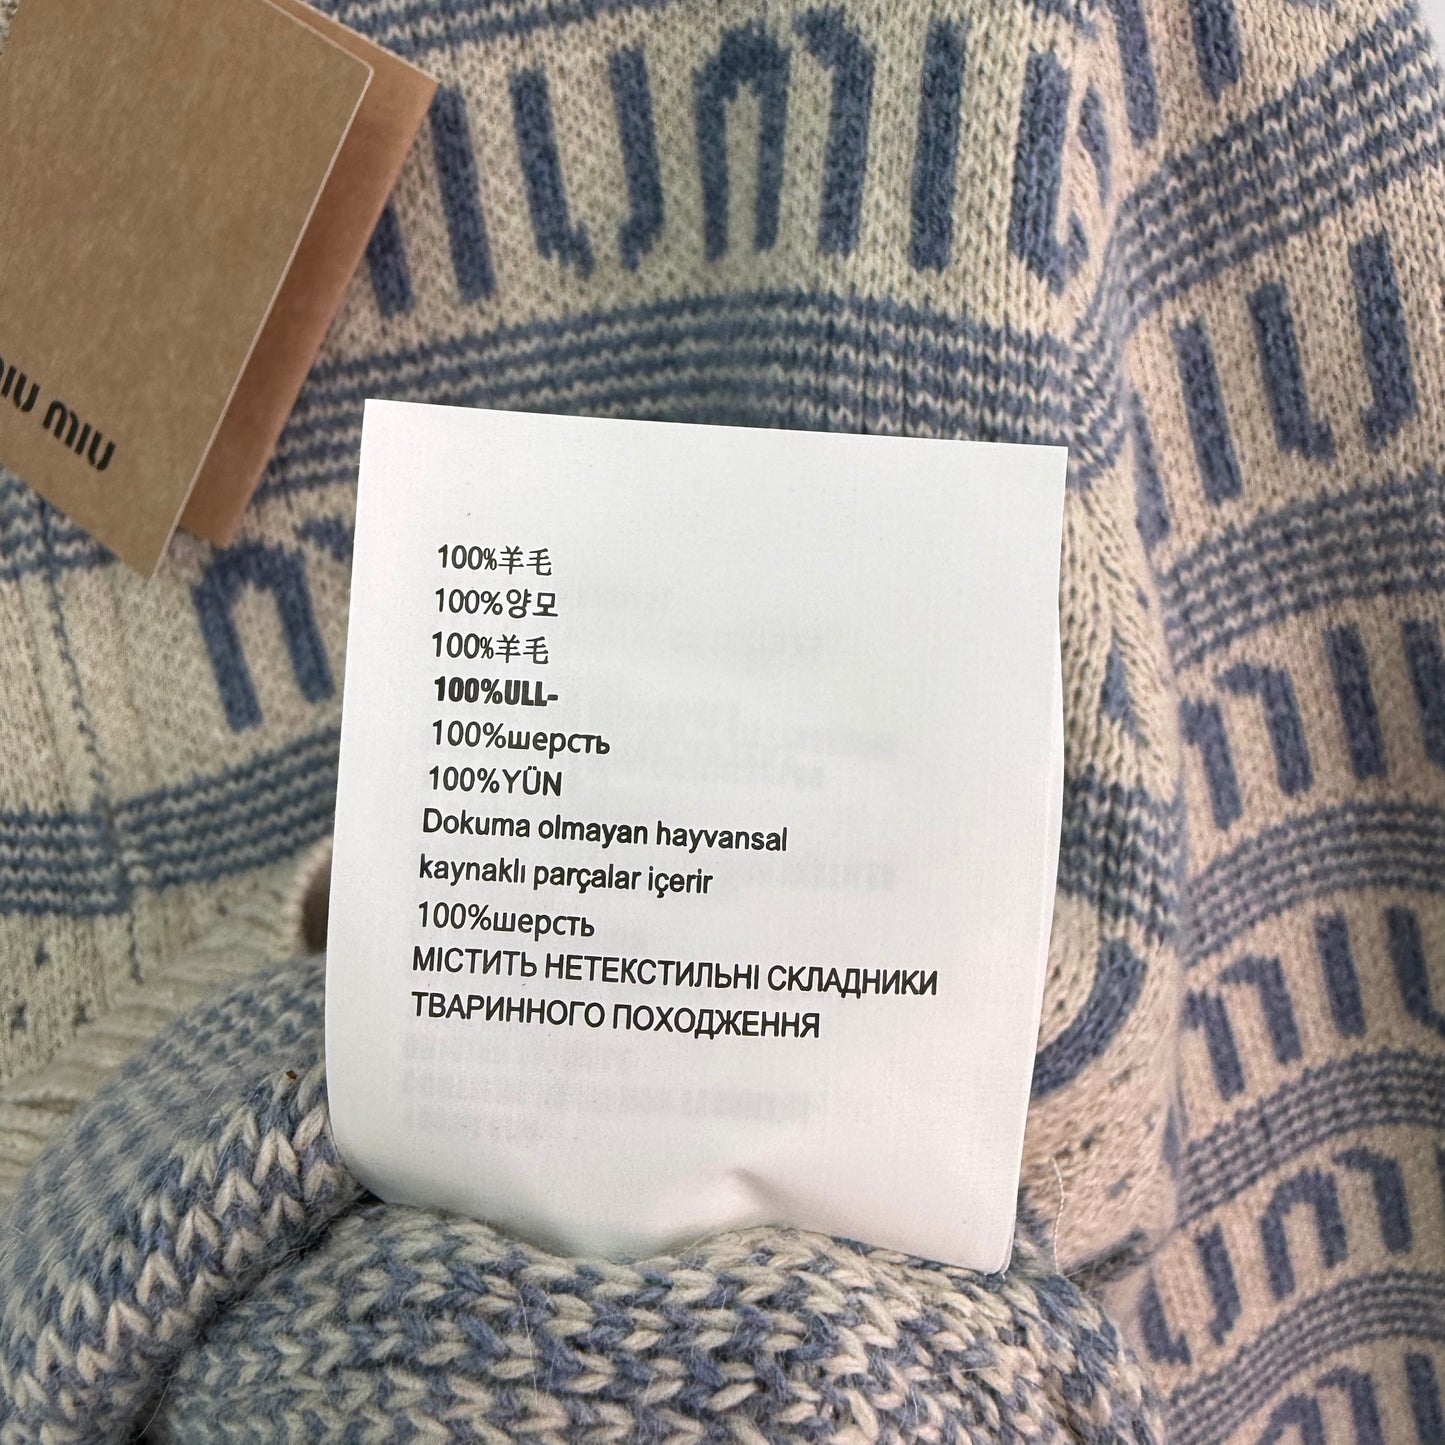 miu miu
100%羊毛
100%양모
100%羊毛
100%ULL-
100%шерсть
100%YÜN
Dokuma olmayan hayvansal
kaynaklı parçalar içerir
100%шерсть
МІСТИТЬ НЕТЕКСТИЛЬНІ СКЛАДНИКИ
ТВАРИННОГО ПОХОДЖЕННЯ